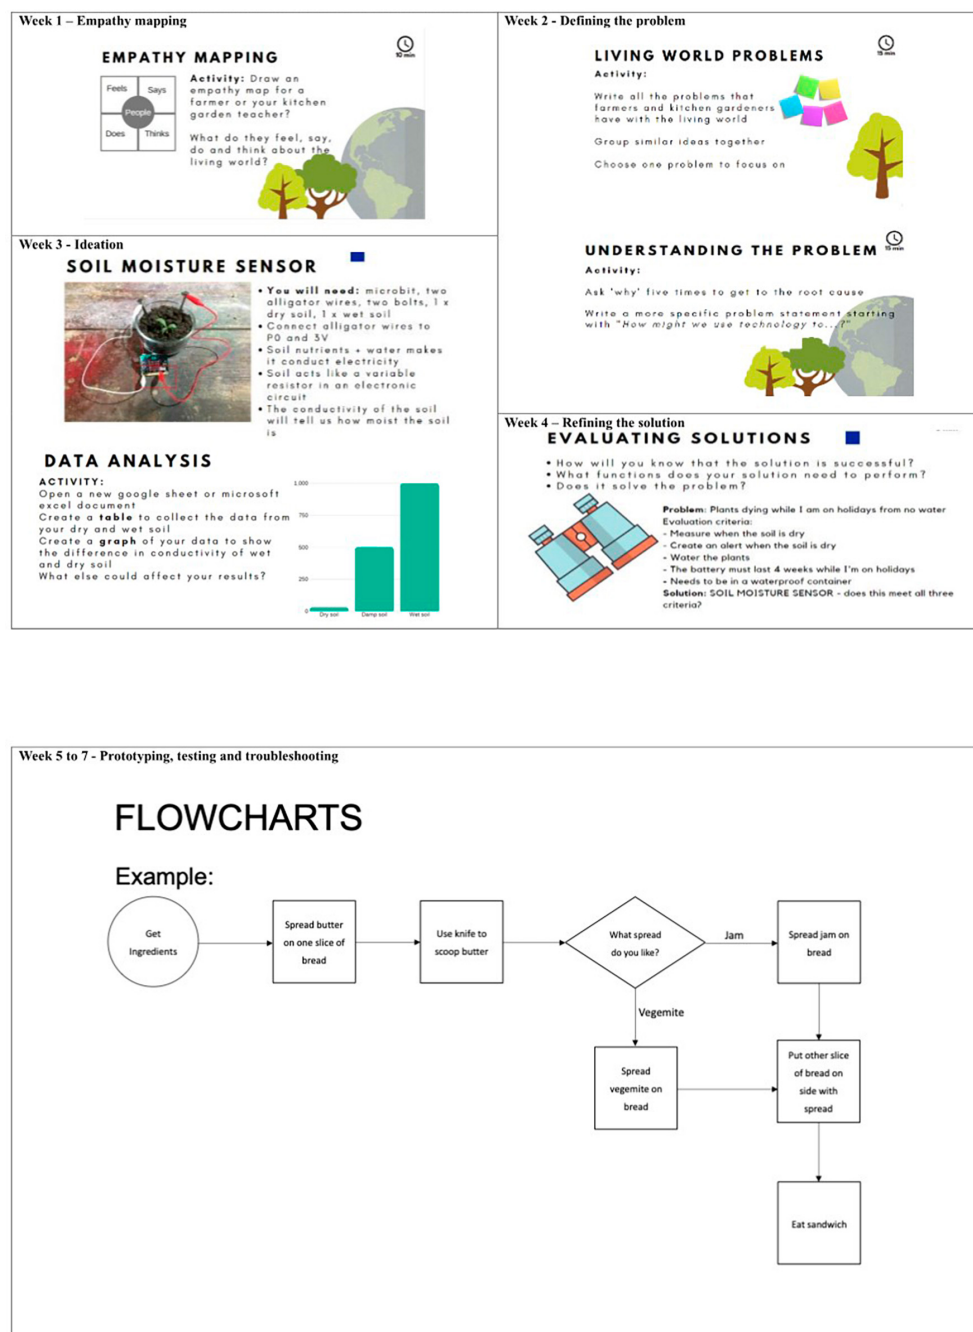 Week 1 – Empathy mapping
EMPATHY MAPPING
10 min
Feels
Says
People
Does
Thinks
Activity: Draw an
empathy map for a
farmer or your kitchen
garden teacher?
What do they feel, say,
do and think about the
living world?
Week 2 - Defining the problem
LIVING WORLD PROBLEMS
15 min
Activity:
Write all the problems that
farmers and kitchen gardeners
have with the living world
Group similar ideas together
Choose one problem to focus on
UNDERSTANDING THE PROBLEM
15 min
Activity:
Ask 'why' five times to get to the root cause
Write a more specific problem statement starting
with "How might we use technology to...?"
Week 3 - Ideation
SOIL MOISTURE SENSOR
• You will need: microbit, two
alligator wires, two bolts, 1 x
dry soil, 1 x wet soil
• Connect alligator wires to
P0 and 3V
• Soil nutrients + water makes
it conduct electricity
• Soil acts like a variable
resistor in an electronic
circuit
• The conductivity of the soil
will tell us how moist the soil
is
DATA ANALYSIS
ACTIVITY:
Open a new google sheet or microsoft
excel document
Create a table to collect the data from
your dry and wet soil
Create a graph of your data to show
the difference in conductivity of wet
and dry soil
What else could affect your results?
1.000
750
500
250
0
Dry soil
Damp soil
Wet soil
Week 4 – Refining the solution
EVALUATING SOLUTIONS
• How will you know that the solution is successful?
• What functions does your solution need to perform?
• Does it solve the problem?
Problem: Plants dying while I am on holidays from no water
Evaluation criteria:
- Measure when the soil is dry
- Create an alert when the soil is dry
- Water the plants
- The battery must last 4 weeks while I'm on holidays
- Needs to be in a waterproof container
Solution: SOIL MOISTURE SENSOR - does this meet all three
criteria?
Week 5 to 7 - Prototyping, testing and troubleshooting
FLOWCHARTS
Example:
Get
Ingredients
Spread butter
on one slice of
bread
Use knife to
scoop butter
What spread
do you like?
Jam
Spread jam on
bread
Vegemite
Spread
vegemite on
bread
Put other slice
of bread on
side with
spread
Eat sandwich